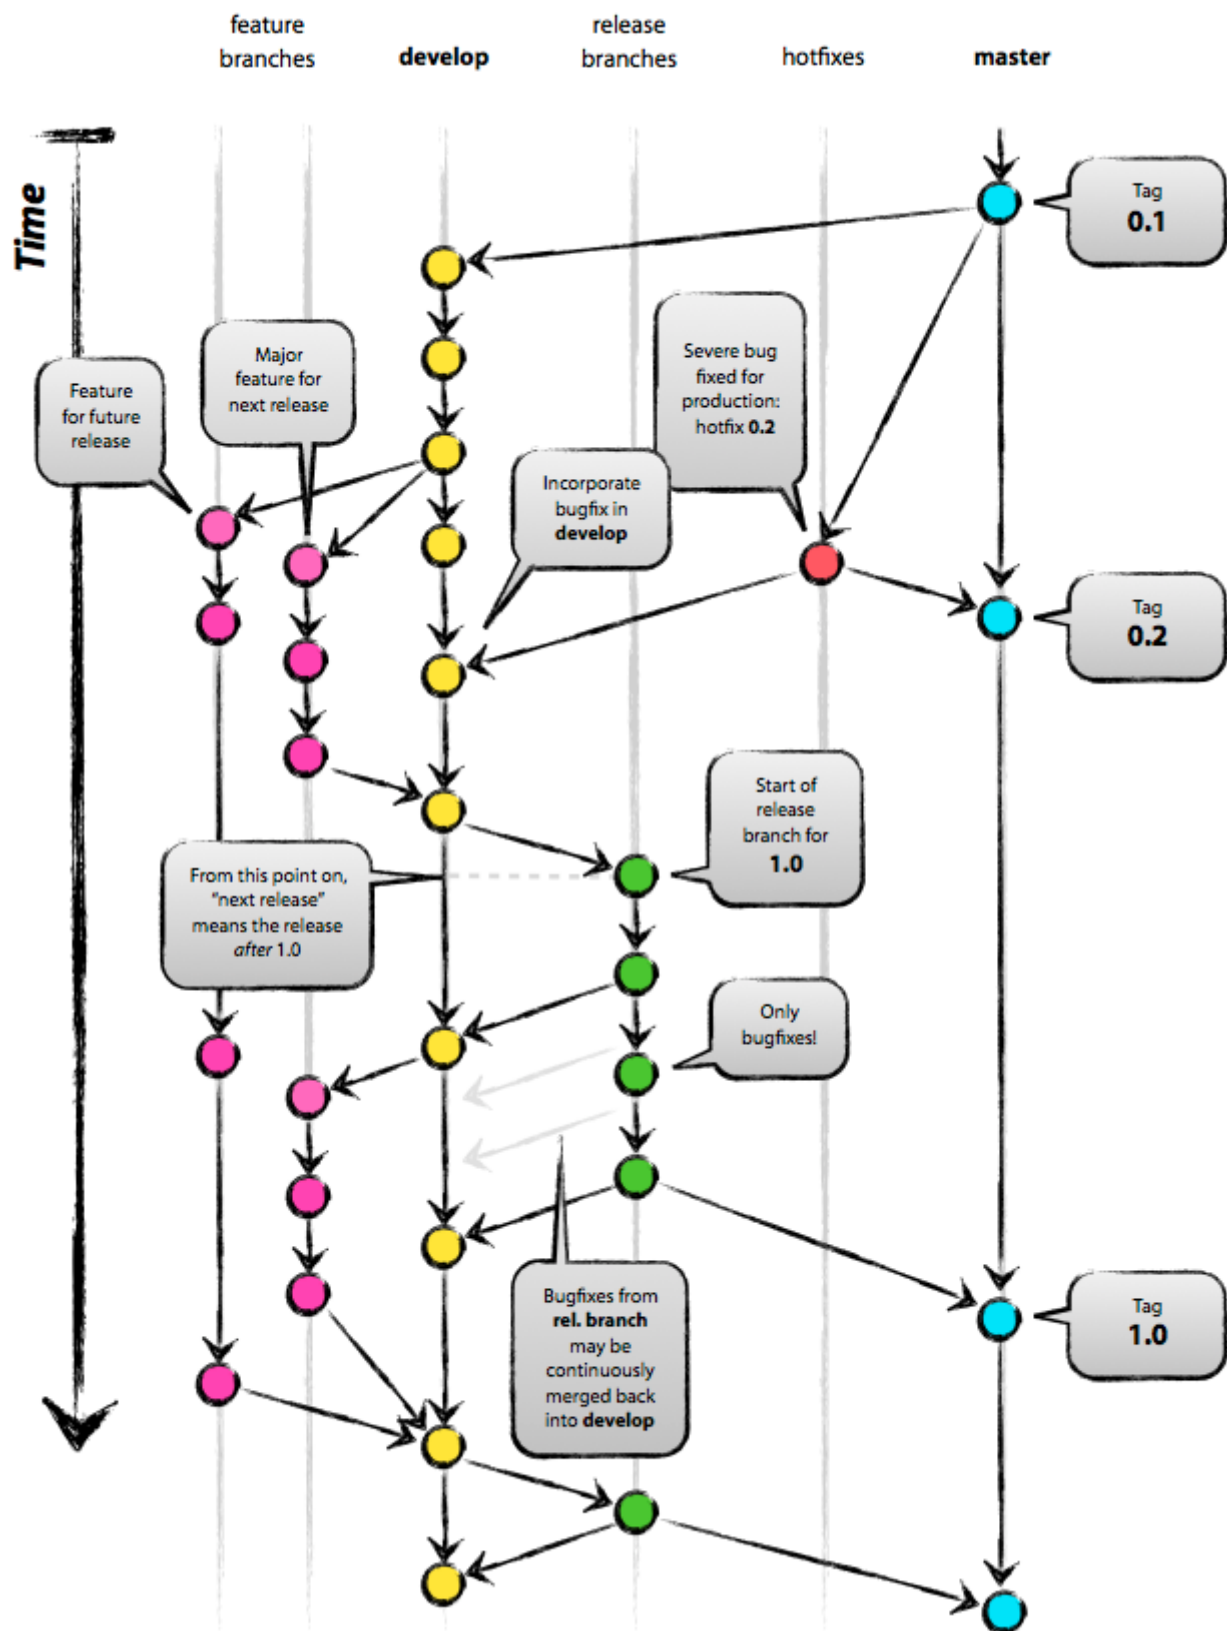 feature
branches
develop
release
branches
hotfixes
master
Time
Tag
0.1
Feature
for future
release
Major
feature for
next release
Severe bug
fixed for
production:
hotfix 0.2
Incorporate
bugfix in
develop
Tag
0.2
Start of
release
branch for
1.0
From this point on,
“next release”
means the release
after 1.0
Only
bugfixes!
Bugfixes from
rel. branch
may be
continuously
merged back
into develop
Tag
1.0